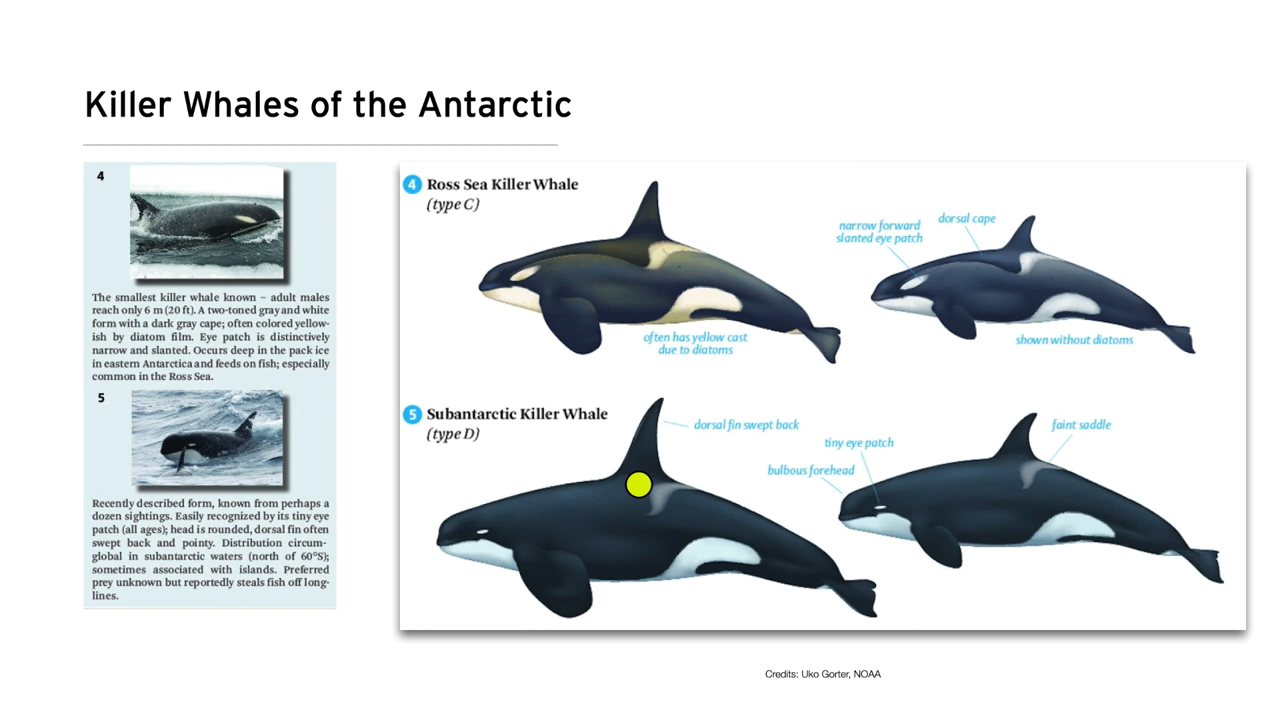 Killer Whales of the Antarctic
4
The smallest killer whale known – adult males
reach only 6 m (20 ft). A two-toned gray and white
form with a dark gray cape; often colored yellow-
ish by diatom film. Eye patch is distinctively
narrow and slanted. Occurs deep in the pack ice
in eastern Antarctica and feeds on fish; especially
common in the Ross Sea.
5
Recently described form, known from perhaps a
dozen sightings. Easily recognized by its tiny eye
patch (all ages); head is rounded, dorsal fin often
swept back and pointy. Distribution circum-
global in subantarctic waters (north of 60°S);
sometimes associated with islands. Preferred
prey unknown but reportedly steals fish off long-
lines.
4 Ross Sea Killer Whale
(type C)
often has yellow cast
due to diatoms
narrow forward
slanted eye patch
dorsal cape
shown without diatoms
5 Subantarctic Killer Whale
(type D)
dorsal fin swept back
tiny eye patch
bulbous forehead
faint saddle
Credits: Uko Gorter, NOAA